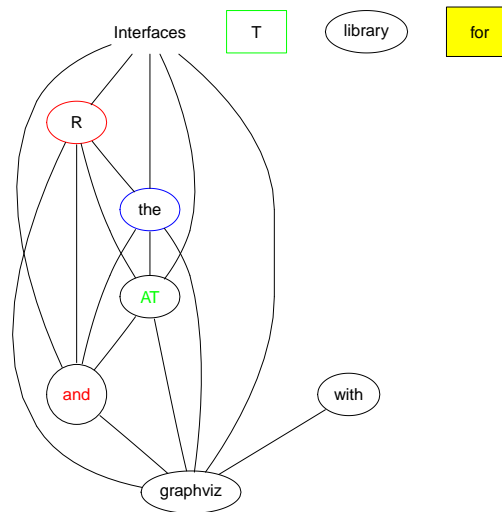 Interfaces
T
library
for
R
the
AT
and
with
graphviz